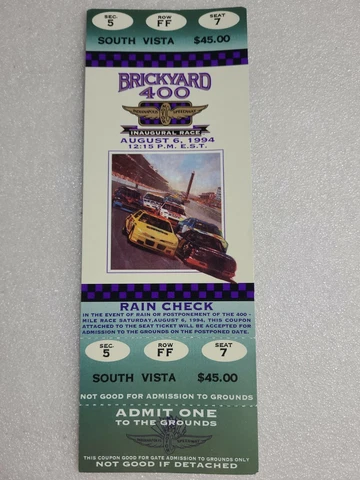 SEC. ROW SEAT
5 FF 7
SOUTH VISTA $45.00
BRICKYARD
400
INDIANAPOLIS SPEEDWAY
INAUGURAL RACE
AUGUST 6, 1994
12:15 P.M. E.S.T.
RAIN CHECK
IN THE EVENT OF RAIN OR POSTPONEMENT OF THE 400 -
MILE RACE SATURDAY, AUGUST 6, 1994, THIS COUPON
ATTACHED TO THE SEAT TICKET WILL BE ACCEPTED FOR
ADMISSION TO THE GROUNDS ON THE POSTPONED DATE.
SEC. ROW SEAT
5 FF 7
SOUTH VISTA $45.00
NOT GOOD FOR ADMISSION TO GROUNDS
ADMIT ONE
TO THE GROUNDS
INDIANAPOLIS SPEEDWAY
THIS COUPON GOOD FOR GATE ADMISSION TO GROUNDS ONLY
NOT GOOD IF DETACHED